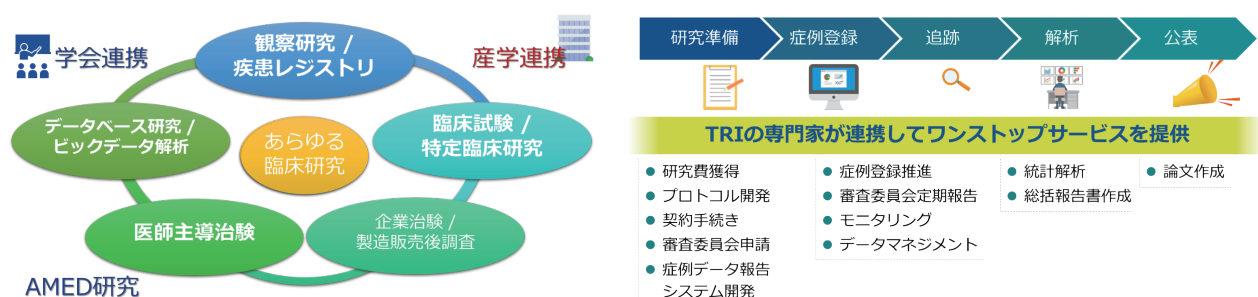 学会連携
観察研究 /
疾患レジストリ
産学連携
データベース研究 /
ビックデータ解析
あらゆる
臨床研究
臨床試験 /
特定臨床研究
医師主導治験
企業治験 /
製造販売後調査
AMED研究
研究準備
症例登録
追跡
解析
公表
TRIの専門家が連携してワンストップサービスを提供
● 研究費獲得
● プロトコル開発
● 契約手続き
● 審査委員会申請
● 症例データ報告
システム開発
● 症例登録推進
● 審査委員会定期報告
● モニタリング
● データマネジメント
● 統計解析
● 総括報告書作成
● 論文作成